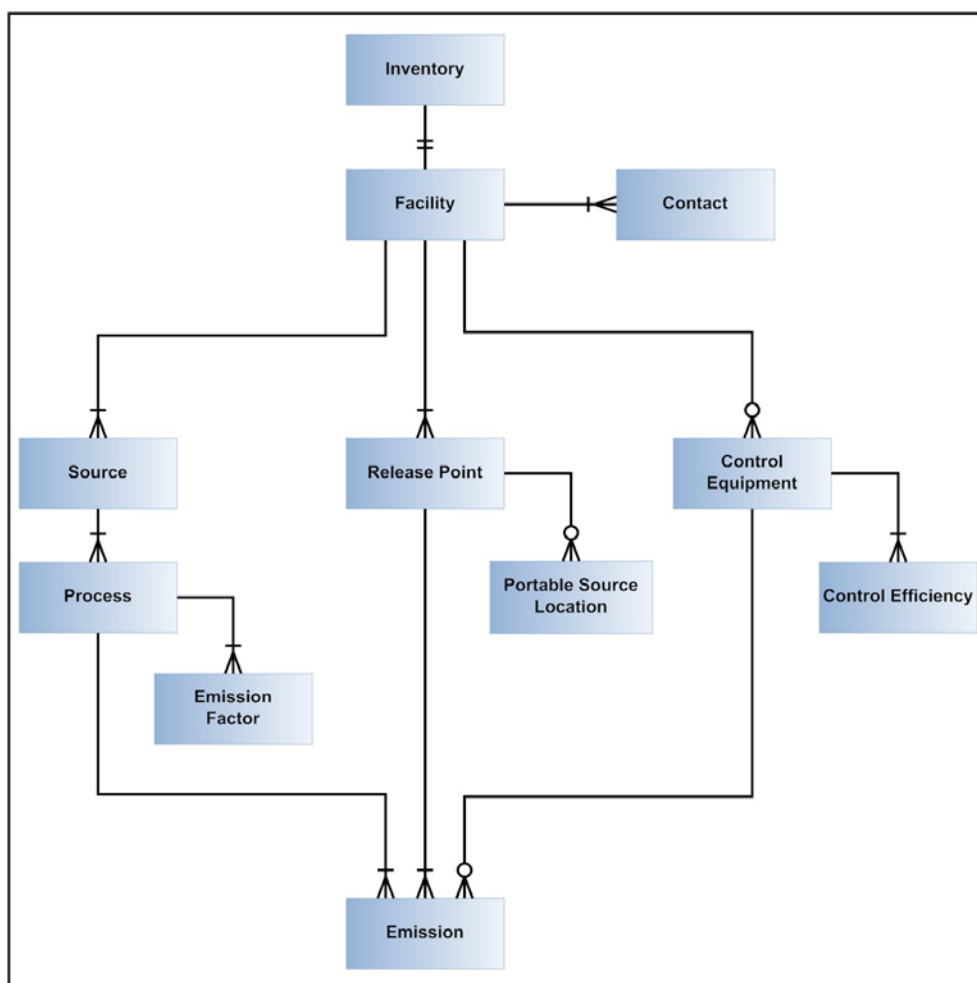 Inventory
Facility
Contact
Source
Release Point
Control
Equipment
Process
Portable Source
Location
Control Efficiency
Emission
Factor
Emission